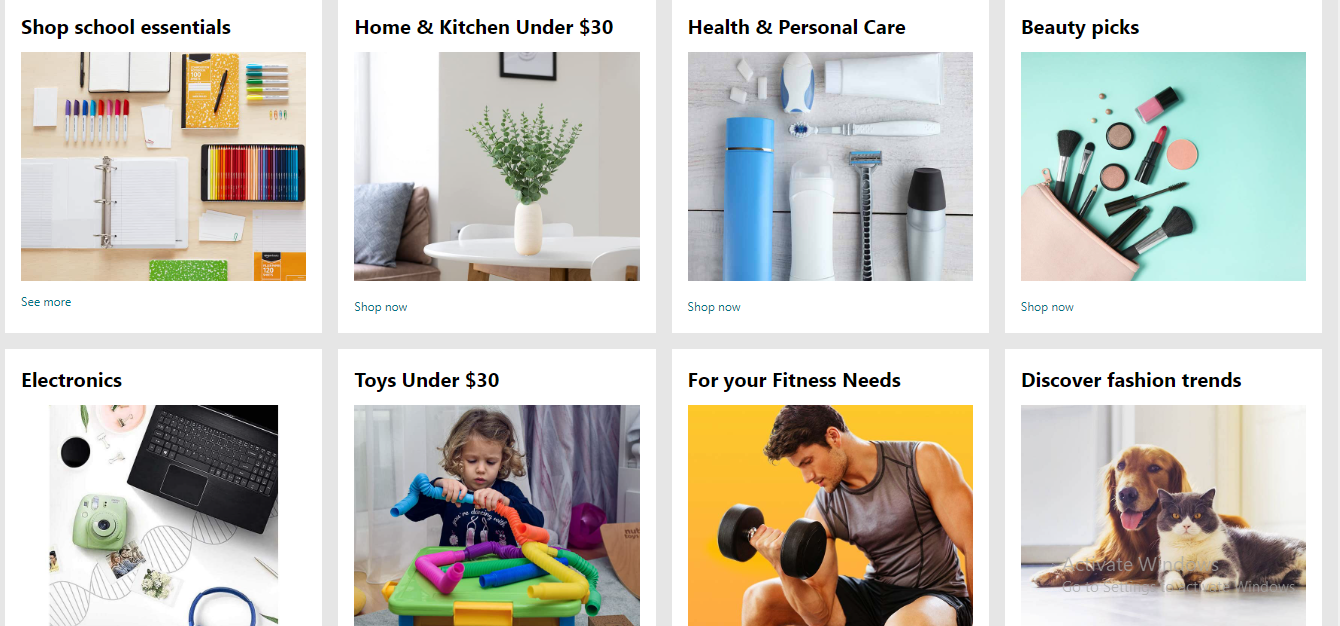 Shop school essentials
Home & Kitchen Under $30
Health & Personal Care
Beauty picks
100
120
See more
Shop now
Shop now
Shop now
Electronics
Toys Under $30
For your Fitness Needs
Discover fashion trends
Activate Windows
Go to Settings to activate Windows